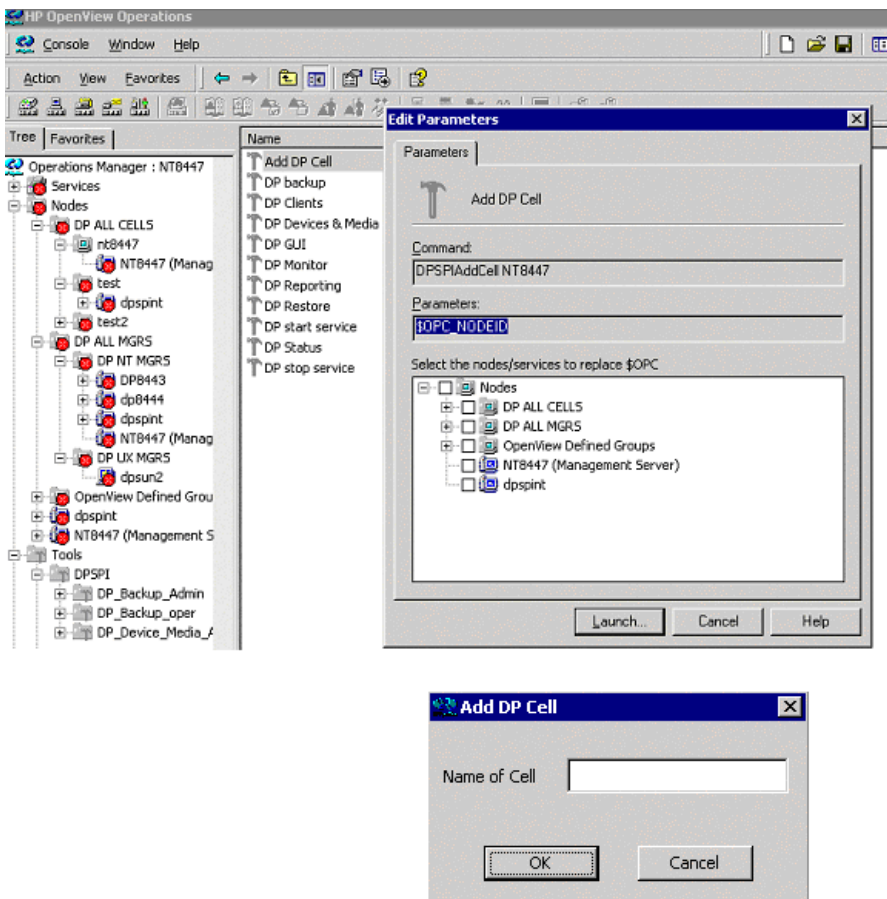 HP OpenView Operations
Console Window Help
Action View Favorites
Tree Favorites
Operations Manager : NT8447
Services
Nodes
DP ALL CELLS
nt8447
NT8447 (Manag
test
dpspint
test2
DP ALL MGRS
DP NT MGRS
DP8443
dp8444
dpspint
NT8447 (Manag
DP UX MGRS
dpsun2
OpenView Defined Grou
dpspint
NT8447 (Management S
Tools
DPSPI
DP_Backup_Admin
DP_Backup_oper
DP_Device_Media_A
Name
Add DP Cell
DP backup
DP Clients
DP Devices & Media
DP GUI
DP Monitor
DP Reporting
DP Restore
DP start service
DP Status
DP stop service
Edit Parameters
Parameters
Add DP Cell
Command:
DPSPIAddCell NT8447
Parameters:
$OPC_NODEID
Select the nodes/services to replace $OPC
Nodes
DP ALL CELLS
DP ALL MGRS
OpenView Defined Groups
NT8447 (Management Server)
dpspint
Launch... Cancel Help
Add DP Cell
Name of Cell
OK Cancel